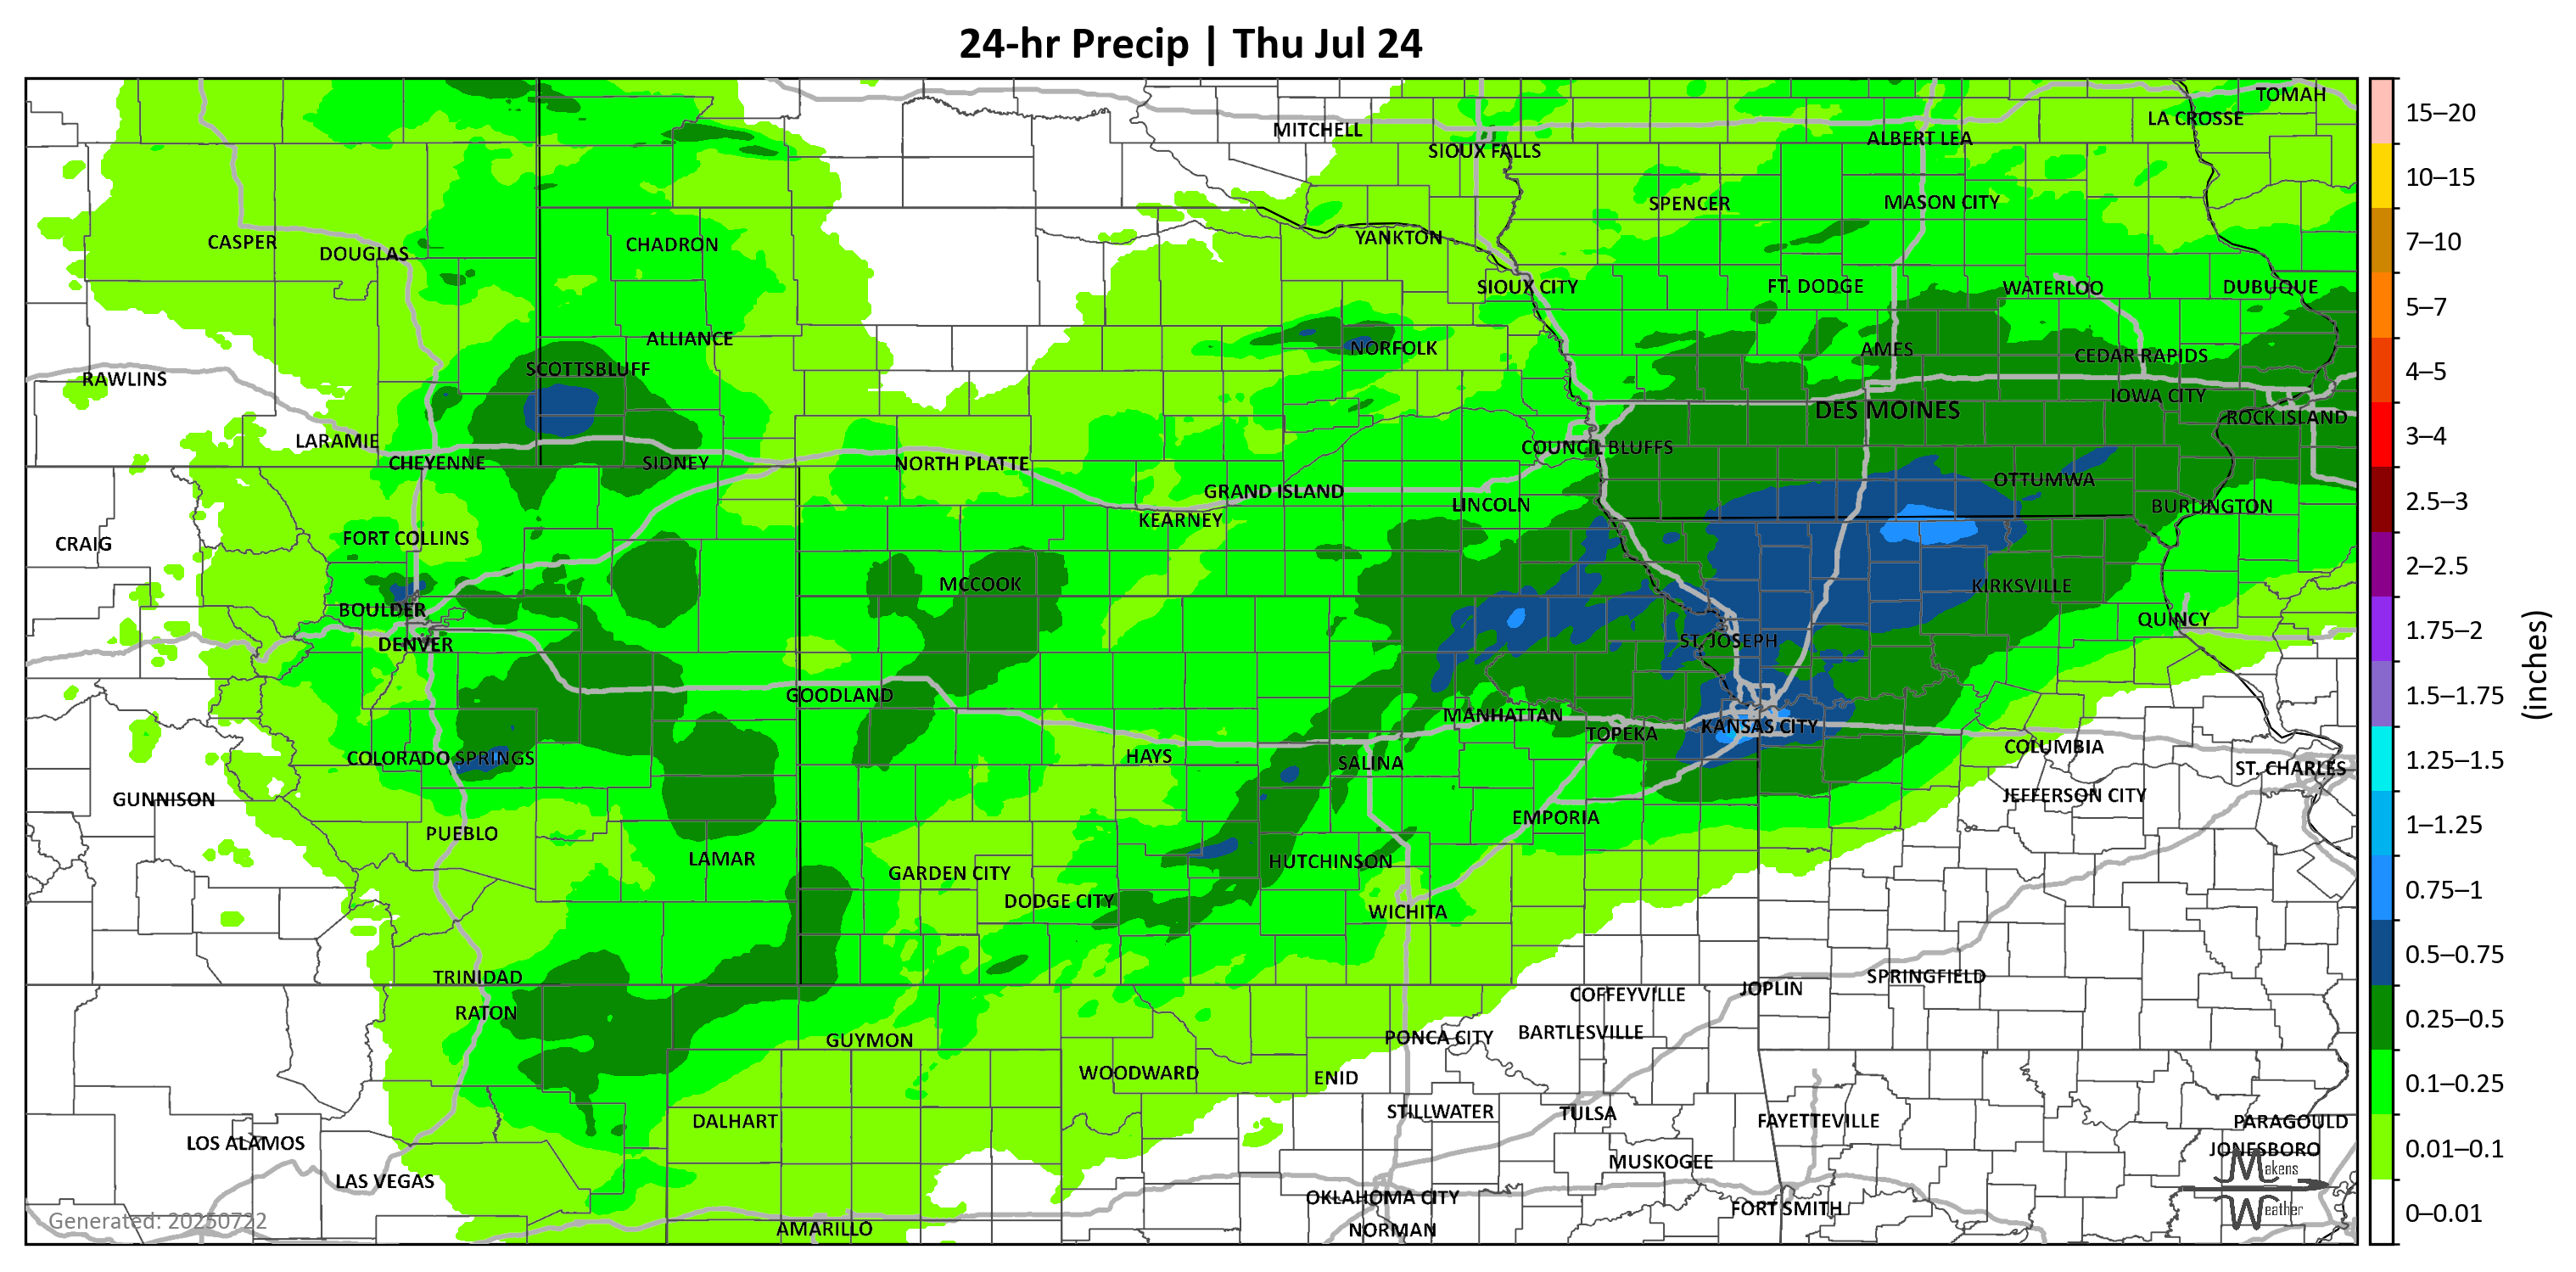 24-hr Precip | Thu Jul 24
TOMAH
LA CROSSE
MITCHELL
ALBERT LEA
SIOUX FALLS
SPENCER
MASON CITY
CASPER
DOUGLAS
CHADRON
YANKTON
SIOUX CITY
FT. DODGE
WATERLOO
DUBUQUE
ALLIANCE
NORFOLK
AMES
CEDAR RAPIDS
SCOTTSBLUFF
RAWLINS
IOWA CITY
DES MOINES
ROCK ISLAND
LARAMIE
COUNCIL BLUFFS
CHEYENNE
SIDNEY
NORTH PLATTE
OTTUMWA
GRAND ISLAND
LINCOLN
BURLINGTON
KEARNEY
FORT COLLINS
CRAIG
MCCOOK
KIRKSVILLE
BOULDER
QUINCY
DENVER
ST. JOSEPH
GOODLAND
MANHATTAN
KANSAS CITY
TOPEKA
COLUMBIA
COLORADO SPRINGS
HAYS
SALINA
ST. CHARLES
GUNNISON
JEFFERSON CITY
EMPORIA
PUEBLO
LAMAR
HUTCHINSON
GARDEN CITY
DODGE CITY
WICHITA
TRINIDAD
SPRINGFIELD
JOPLIN
COFFEYVILLE
RATON
BARTLESVILLE
PONCA CITY
GUYMON
WOODWARD
ENID
STILLWATER
TULSA
DALHART
FAYETTEVILLE
PARAGOULD
LOS ALAMOS
JONESBORO
MUSKOGEE
LAS VEGAS
OKLAHOMA CITY
FORT SMITH
AMARILLO
NORMAN
Generated: 20250722
Makens
Weather
15–20
10–15
7–10
5–7
4–5
3–4
2.5–3
2–2.5
1.75–2
1.5–1.75
1.25–1.5
1–1.25
0.75–1
0.5–0.75
0.25–0.5
0.1–0.25
0.01–0.1
0–0.01
(inches)